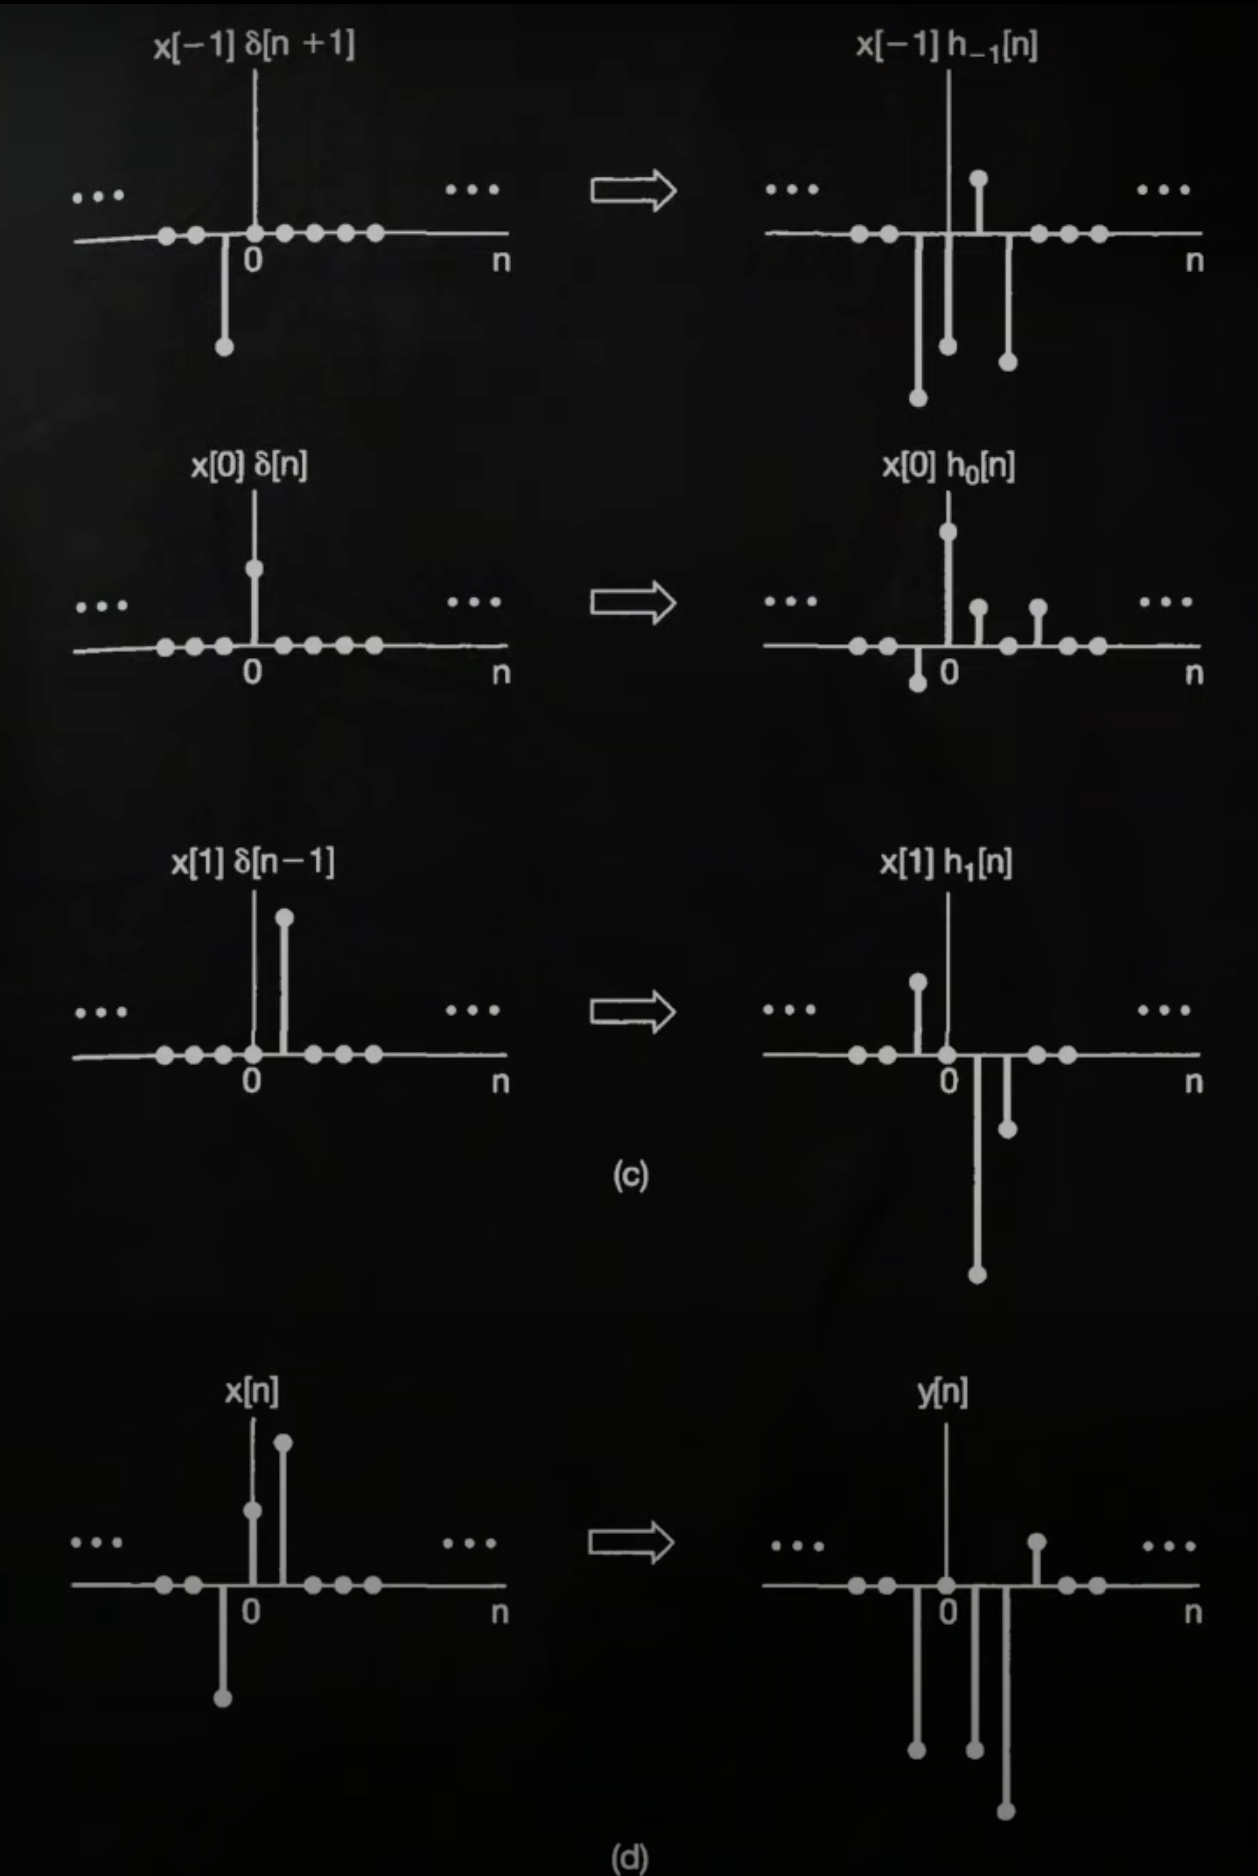 x[−1] δ[n +1]
x[−1] h₋₁[n]
...
...
...
...
0
n
n
x[0] δ[n]
x[0] h₀[n]
...
...
...
...
0
n
0
n
x[1] δ[n−1]
x[1] h₁[n]
...
...
...
...
0
n
0
n
(c)
x[n]
y[n]
...
...
...
...
0
n
0
n
(d)